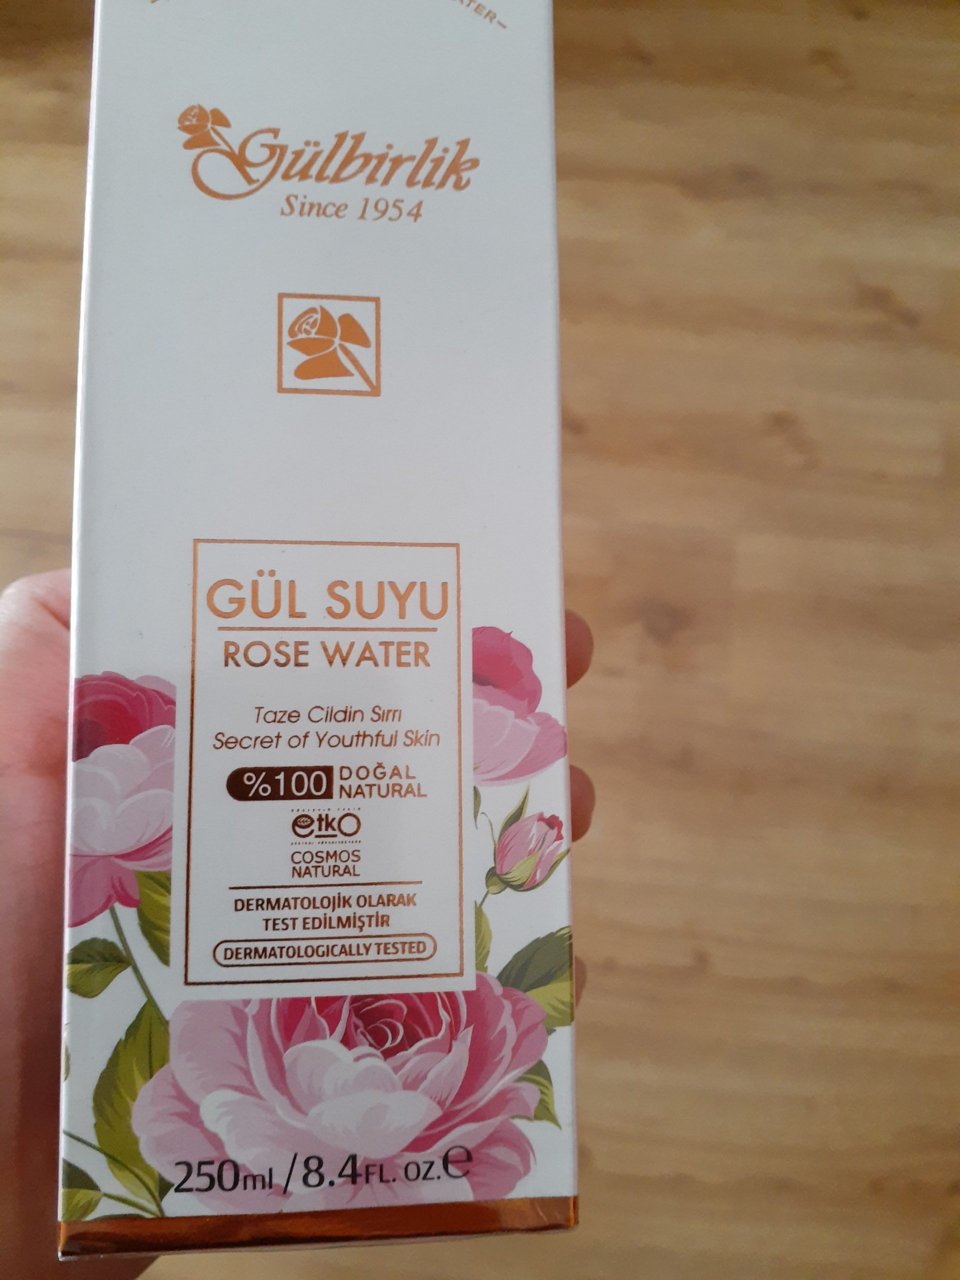 Gülbirlik
Since 1954
GÜL SUYU
ROSE WATER
Taze Cildin Sırrı
Secret of Youthful Skin
%100 DOĞAL
NATURAL
etkO
COSMOS
NATURAL
DERMATOLOJİK OLARAK
TEST EDİLMİŞTİR
DERMATOLOGICALLY TESTED
250ml / 8.4FL. OZ.℮